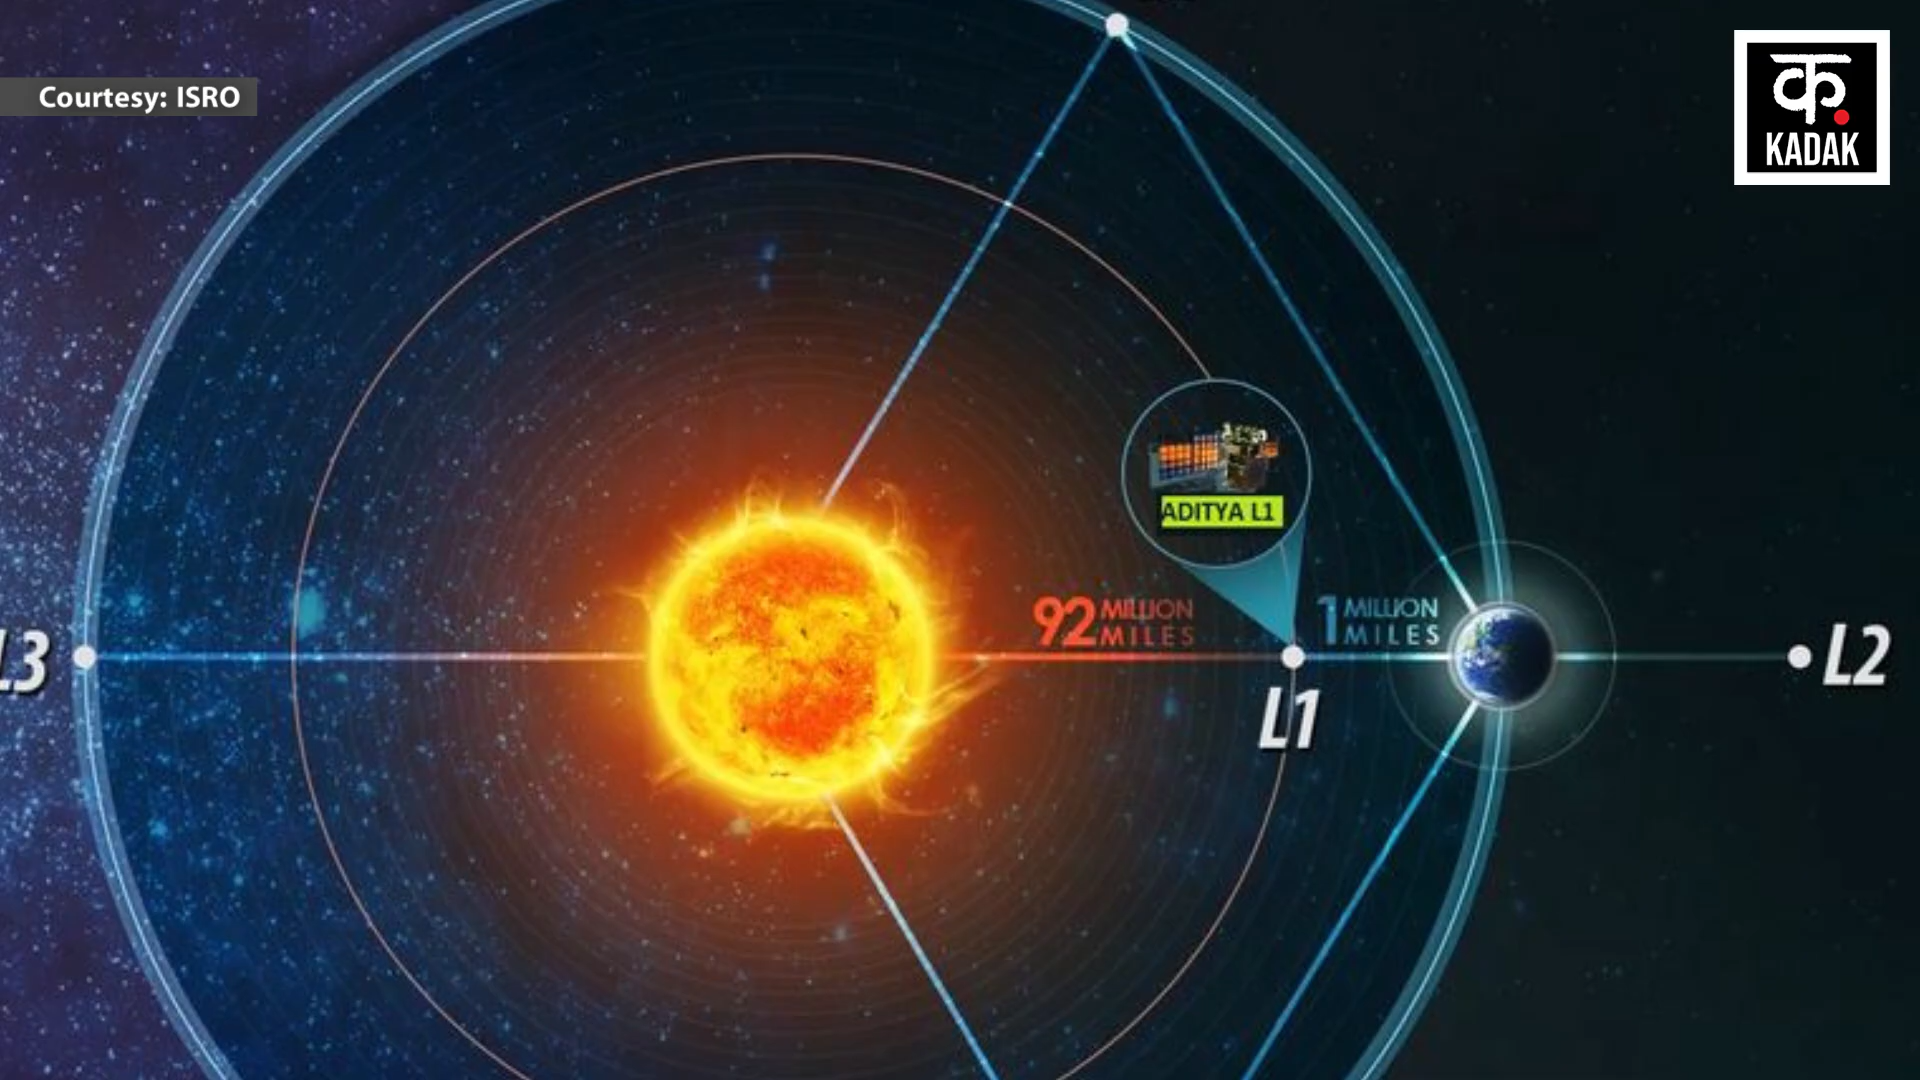 Courtesy: ISRO
क.
KADAK
ADITYA L1
92 MILLION
MILES
1 MILLION
MILES
L3
L1
L2